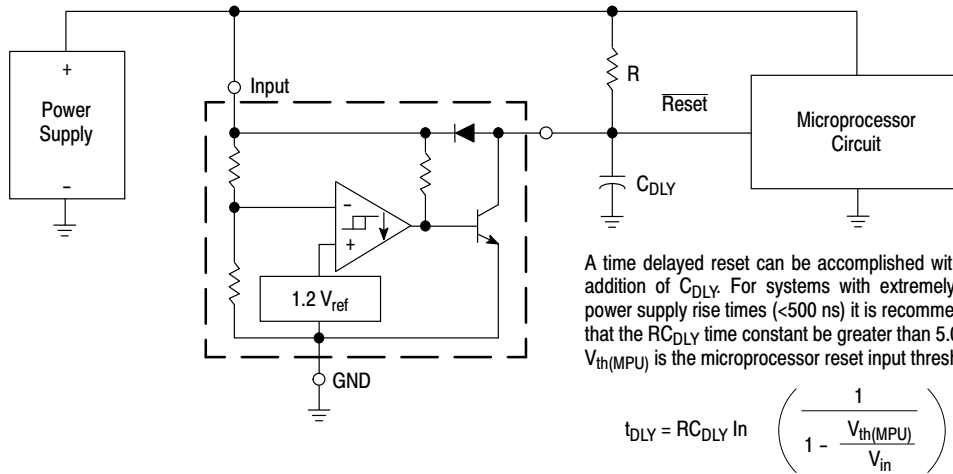 Input
R
Reset
+
Power
Supply
−
Microprocessor
Circuit
C_DLY
−
+
1.2 V_ref
GND
A time delayed reset can be accomplished wit
addition of C_DLY. For systems with extremely
power supply rise times (<500 ns) it is recomme
that the RC_DLY time constant be greater than 5.0
V_th(MPU) is the microprocessor reset input thresh
t_DLY = RC_DLY In ( 1 / ( 1 - V_th(MPU) / V_in ) )